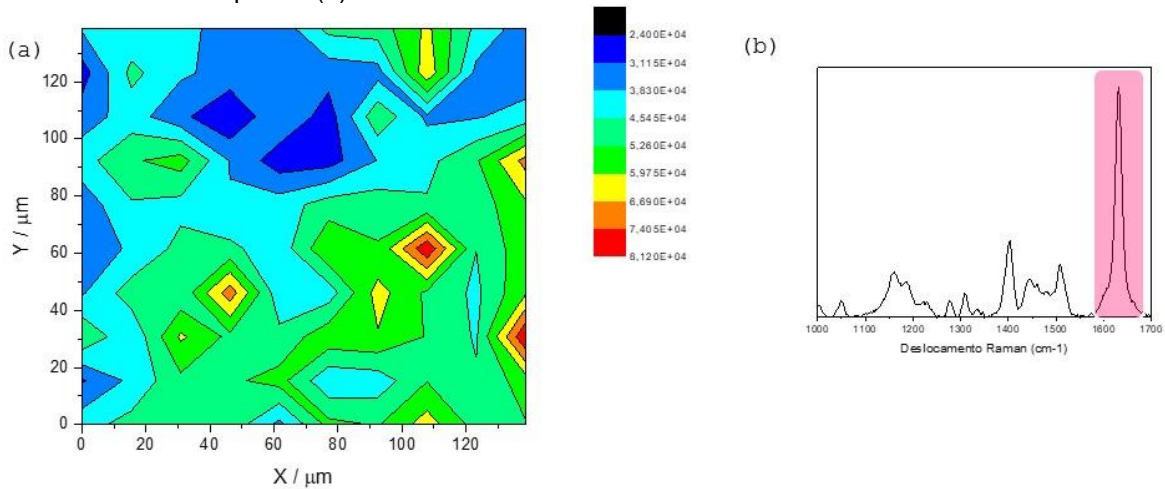 (a)
120
100
80
60
40
20
0
Y / μm
0 20 40 60 80 100 120
X / μm
2,400E+04
3,115E+04
3,830E+04
4,545E+04
5,260E+04
5,975E+04
6,690E+04
7,405E+04
8,120E+04
(b)
1000 1100 1200 1300 1400 1500 1600 1700
Deslocamento Raman (cm-1)